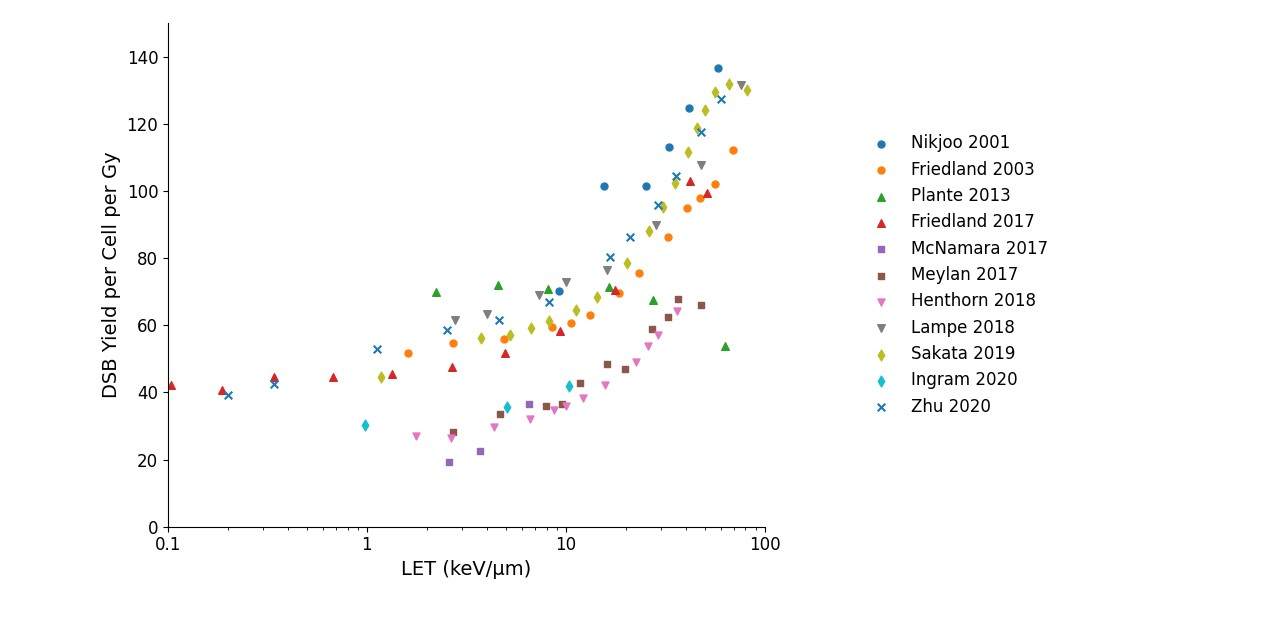 140
120
100
80
60
40
20
0
DSB Yield per Cell per Gy
0.1 1 10 100
LET (keV/μm)
Nikjoo 2001
Friedland 2003
Plante 2013
Friedland 2017
McNamara 2017
Meylan 2017
Henthorn 2018
Lampe 2018
Sakata 2019
Ingram 2020
Zhu 2020